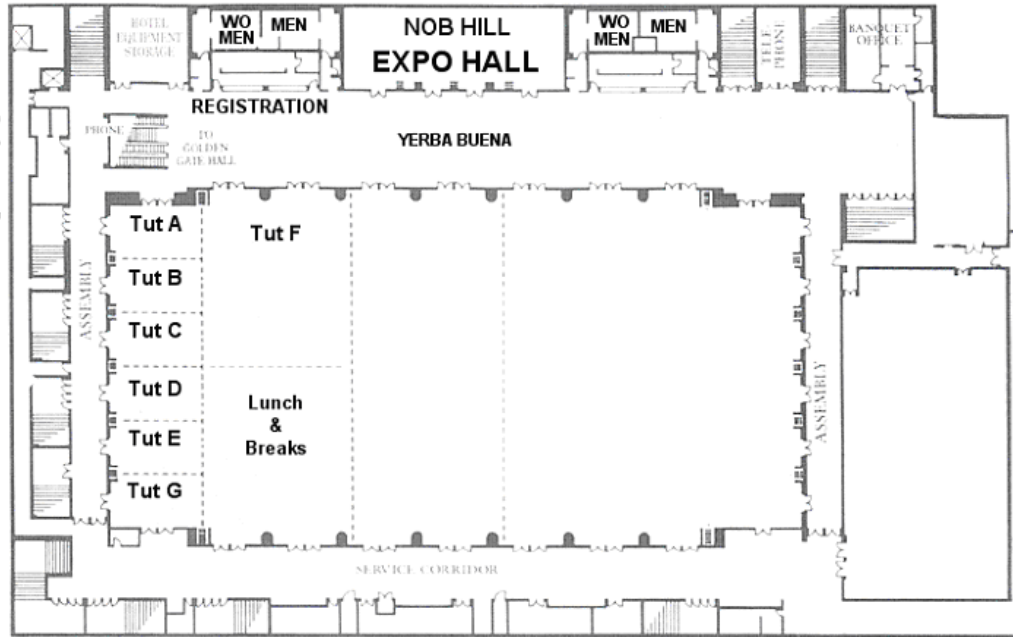 HOTEL
EQUIPMENT
STORAGE
WO
MEN
MEN
NOB HILL
EXPO HALL
WO
MEN
MEN
TELE
PHONE
BANQUET
OFFICE
REGISTRATION
PHONE
TO
GOLDEN
GATE HALL
YERBA BUENA
Tut A
Tut F
Tut B
ASSEMBLY
Tut C
Tut D
Lunch
&
Breaks
ASSEMBLY
Tut E
Tut G
SERVICE CORRIDOR